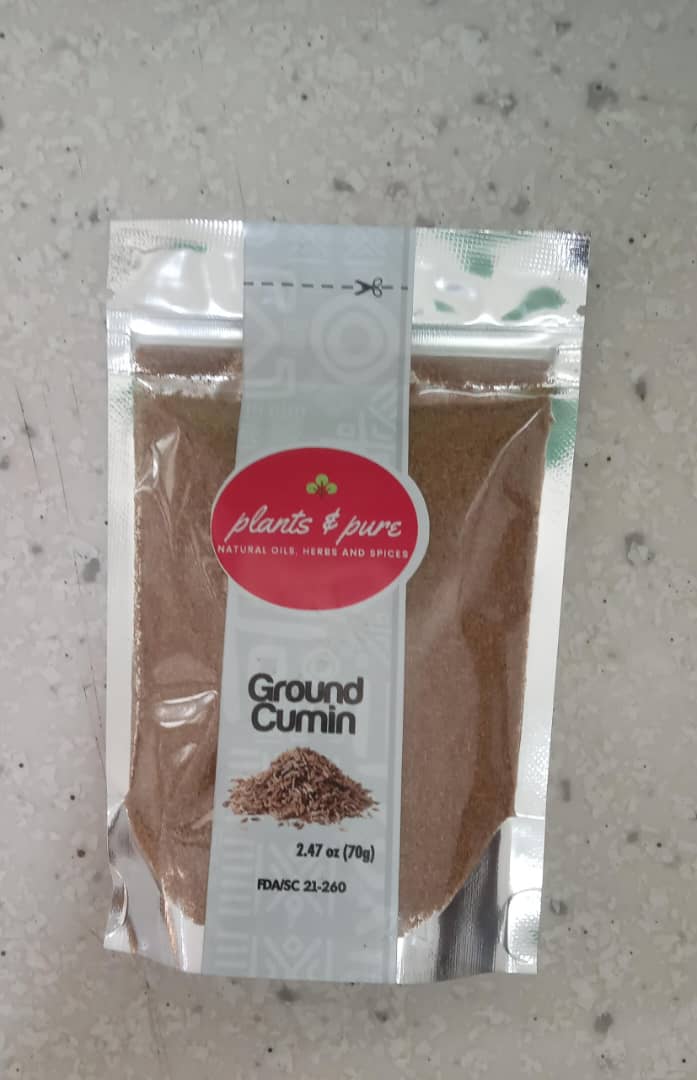 plants & pure
NATURAL OILS, HERBS AND SPICES
Ground
Cumin
2.47 oz (70g)
FDA/SC 21-260